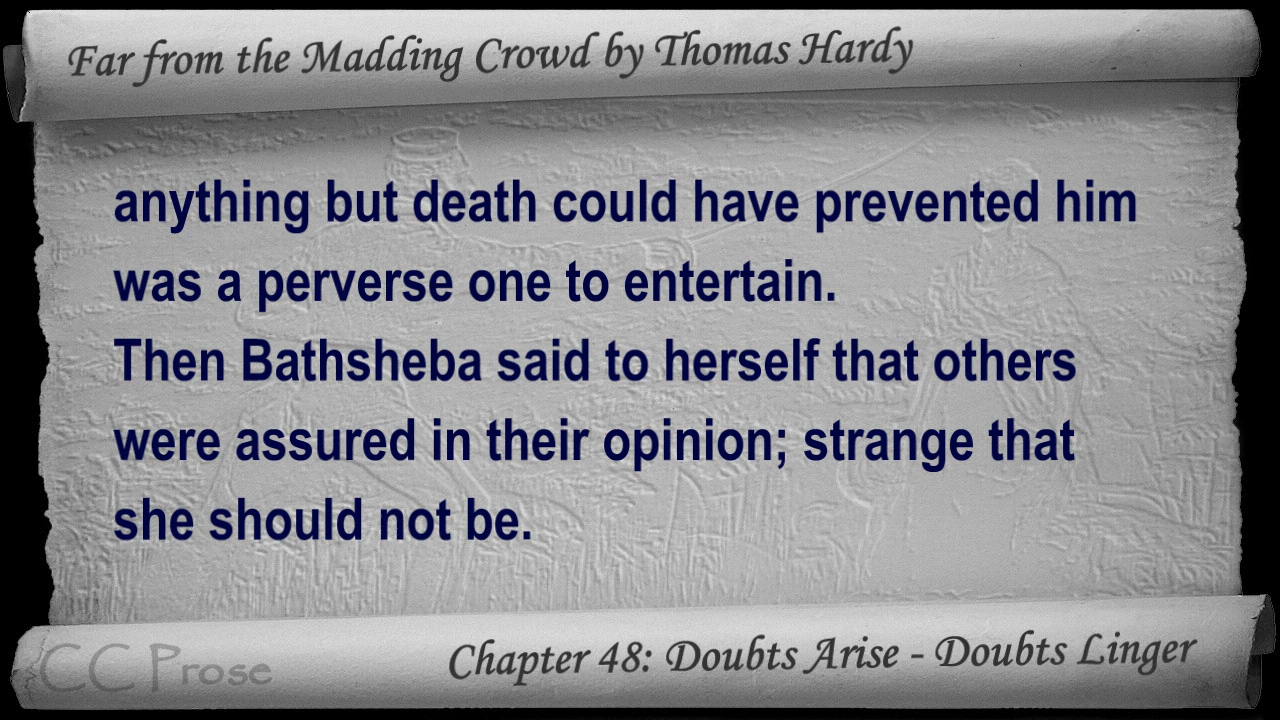 Far from the Madding Crowd by Thomas Hardy
anything but death could have prevented him
was a perverse one to entertain.
Then Bathsheba said to herself that others
were assured in their opinion; strange that
she should not be.
CC Prose
Chapter 48: Doubts Arise - Doubts Linger